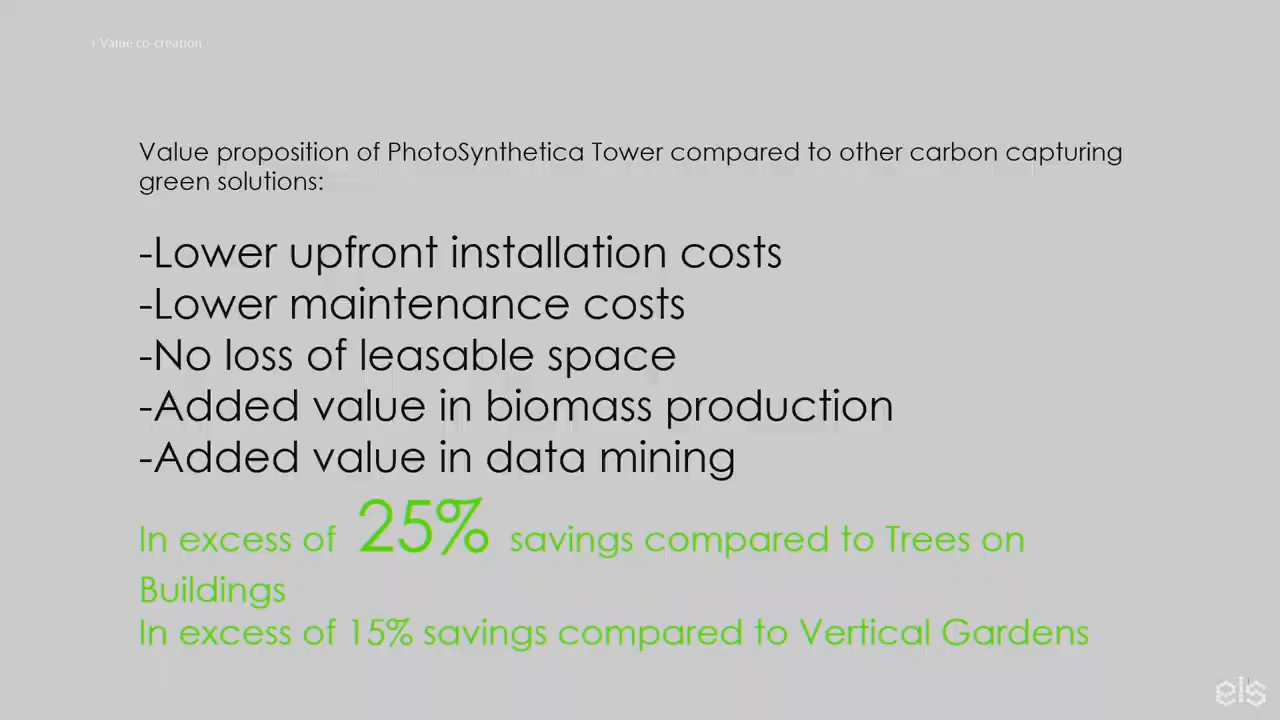 › Value co-creation
Value proposition of PhotoSynthetica Tower compared to other carbon capturing
green solutions:
-Lower upfront installation costs
-Lower maintenance costs
-No loss of leasable space
-Added value in biomass production
-Added value in data mining
In excess of 25% savings compared to Trees on
Buildings
In excess of 15% savings compared to Vertical Gardens
els